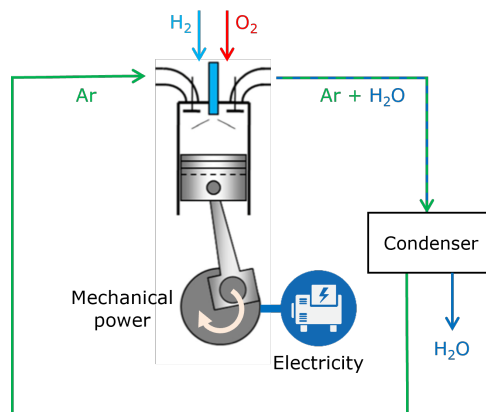 H₂ O₂
Ar
Ar + H₂O
Condenser
Mechanical
power
H₂O
Electricity